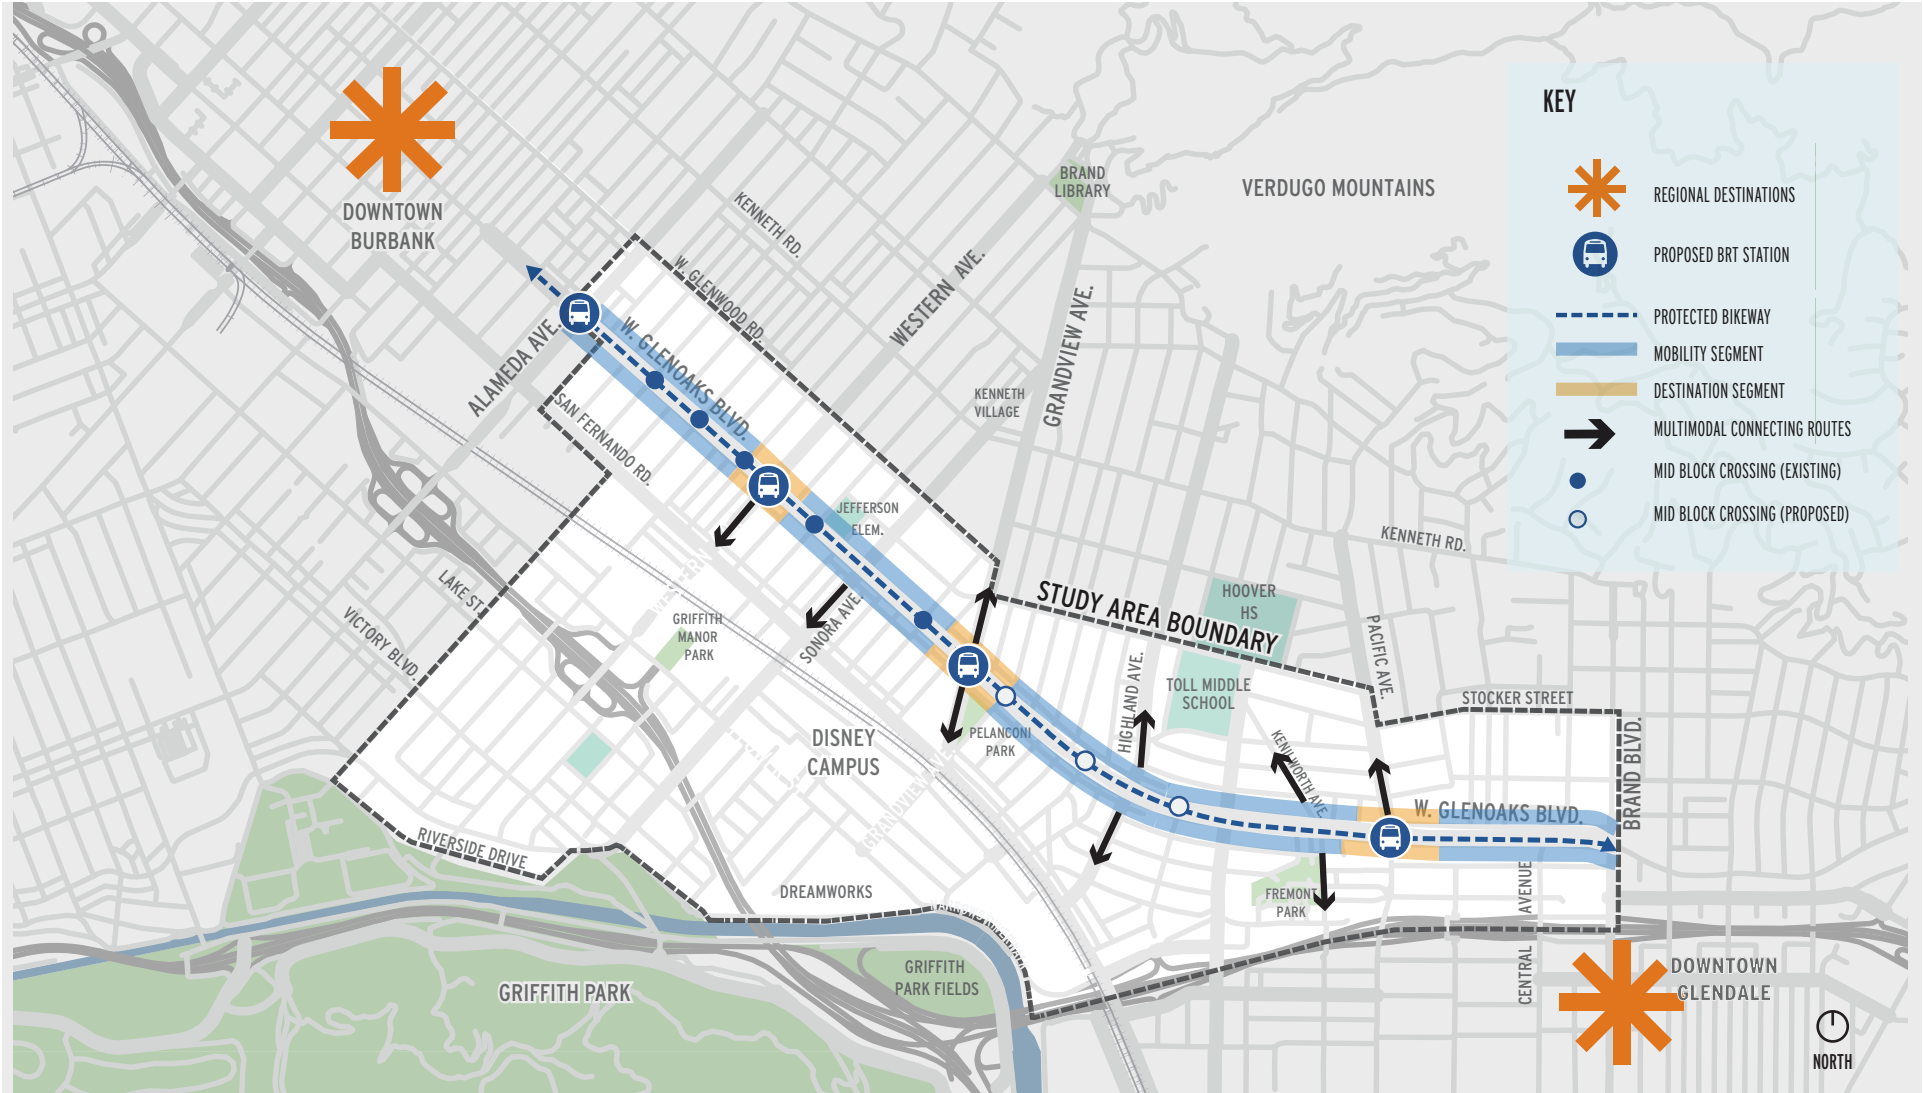 KEY
REGIONAL DESTINATIONS
PROPOSED BRT STATION
PROTECTED BIKEWAY
MOBILITY SEGMENT
DESTINATION SEGMENT
MULTIMODAL CONNECTING ROUTES
MID BLOCK CROSSING (EXISTING)
MID BLOCK CROSSING (PROPOSED)
DOWNTOWN
BURBANK
KENNETH RD.
W. GLENWOOD RD.
WESTERN AVE.
BRAND
LIBRARY
VERDUGO MOUNTAINS
GRANDVIEW AVE.
KENNETH
VILLAGE
ALAMEDA AVE.
W. GLENOAKS BLVD.
SAN FERNANDO RD.
JEFFERSON
ELEM.
LAKE ST.
VICTORY BLVD.
WESTERN
GRIFFITH
MANOR
PARK
SONORA AVE.
STUDY AREA BOUNDARY
HOOVER
HS
KENNETH RD.
PACIFIC AVE.
HIGHLAND AVE.
TOLL MIDDLE
SCHOOL
STOCKER STREET
BRAND BLVD.
DISNEY
CAMPUS
PELANCONI
PARK
GRANDVIEW AVE.
KENILWORTH AVE
W. GLENOAKS BLVD.
RIVERSIDE DRIVE
DREAMWORKS
FREMONT
PARK
CENTRAL AVENUE
GRIFFITH PARK
GRIFFITH
PARK FIELDS
DOWNTOWN
GLENDALE
NORTH